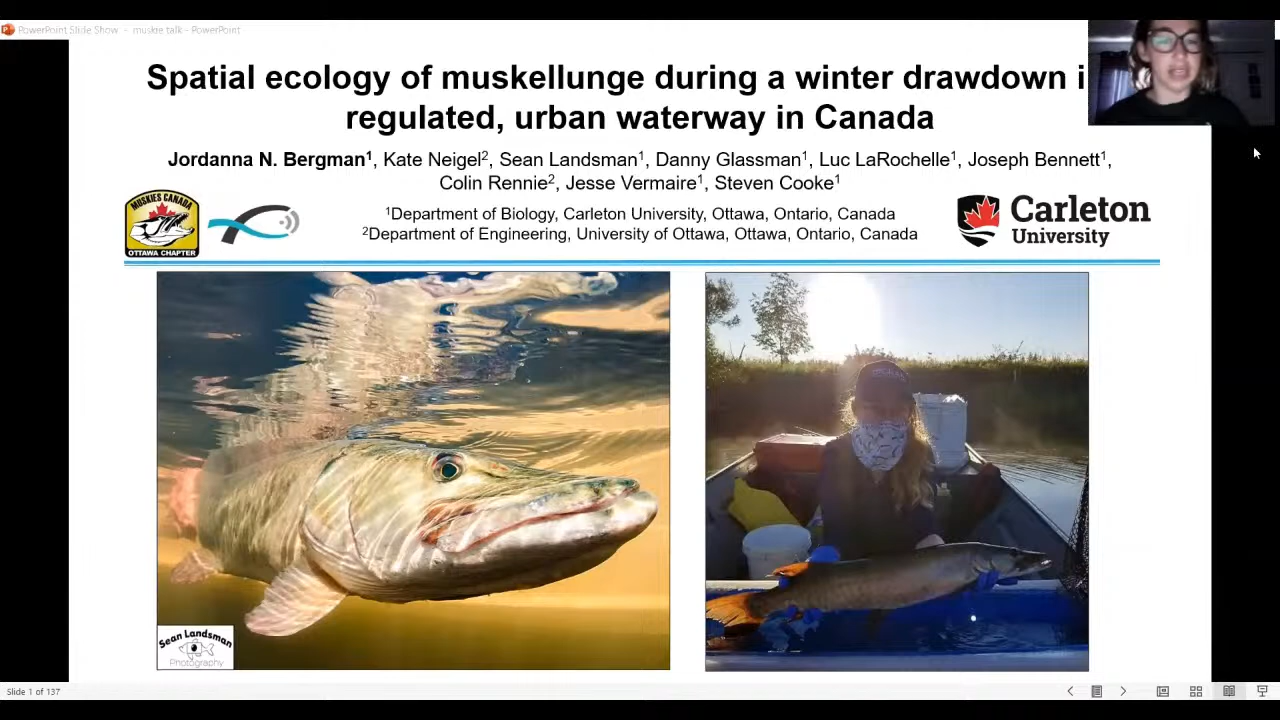 PowerPoint Slide Show - muskie talk - PowerPoint
Spatial ecology of muskellunge during a winter drawdown i
regulated, urban waterway in Canada
Jordanna N. Bergman¹, Kate Neigel², Sean Landsman¹, Danny Glassman¹, Luc LaRochelle¹, Joseph Bennett¹,
Colin Rennie², Jesse Vermaire¹, Steven Cooke¹
¹Department of Biology, Carleton University, Ottawa, Ontario, Canada
²Department of Engineering, University of Ottawa, Ottawa, Ontario, Canada
MUSKIES CANADA
OTTAWA CHAPTER
Carleton
University
Sean Landsman
Photography
Slide 1 of 137